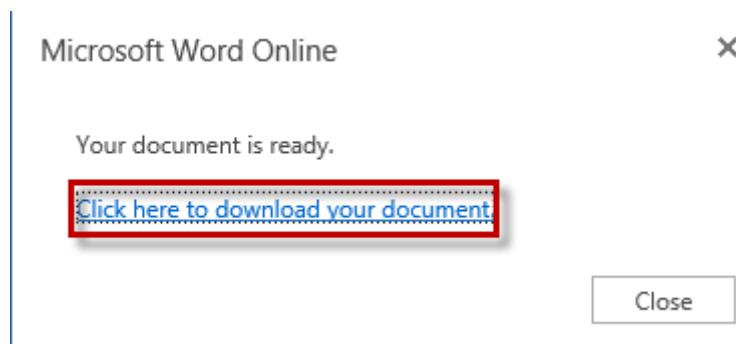 Microsoft Word Online
Your document is ready.
Click here to download your document.
Close